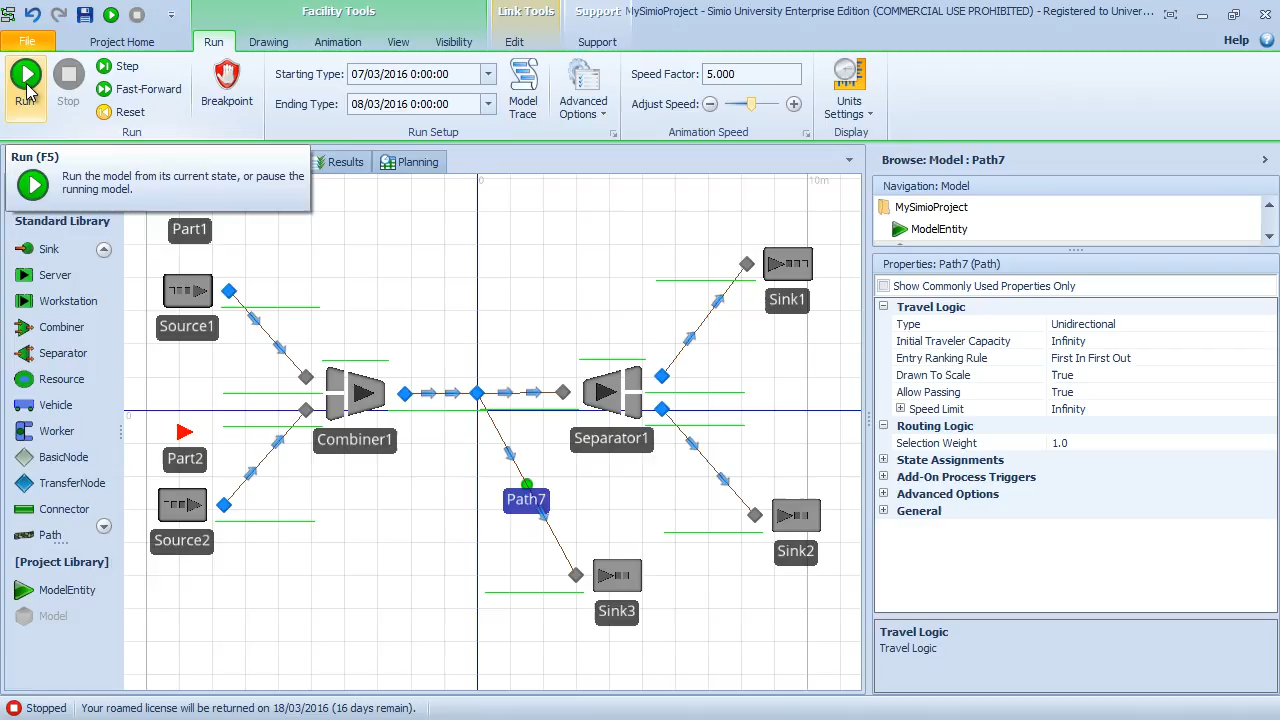 Facility Tools
Link Tools
Support
MySimioProject - Simio University Enterprise Edition (COMMERCIAL USE PROHIBITED) - Registered to Univer...
File
Project Home
Run
Drawing
Animation
View
Visibility
Edit
Support
Help
Run
Stop
Step
Fast-Forward
Reset
Run
Breakpoint
Starting Type: 07/03/2016 0:00:00
Ending Type: 08/03/2016 0:00:00
Run Setup
Model Trace
Advanced Options
Speed Factor: 5.000
Adjust Speed:
Animation Speed
Units Settings
Display
Run (F5)
Run the model from its current state, or pause the
running model.
Results
Planning
Standard Library
Sink
Server
Workstation
Combiner
Separator
Resource
Vehicle
Worker
BasicNode
TransferNode
Connector
Path
[Project Library]
ModelEntity
Model
0
10m
0
Part1
Source1
Part2
Source2
Combiner1
Separator1
Path7
Sink1
Sink2
Sink3
Browse: Model : Path7
Navigation: Model
MySimioProject
ModelEntity
Properties: Path7 (Path)
Show Commonly Used Properties Only
Travel Logic
Type Unidirectional
Initial Traveler Capacity Infinity
Entry Ranking Rule First In First Out
Drawn To Scale True
Allow Passing True
Speed Limit Infinity
Routing Logic
Selection Weight 1.0
State Assignments
Add-On Process Triggers
Advanced Options
General
Travel Logic
Travel Logic
Stopped
Your roamed license will be returned on 18/03/2016 (16 days remain).